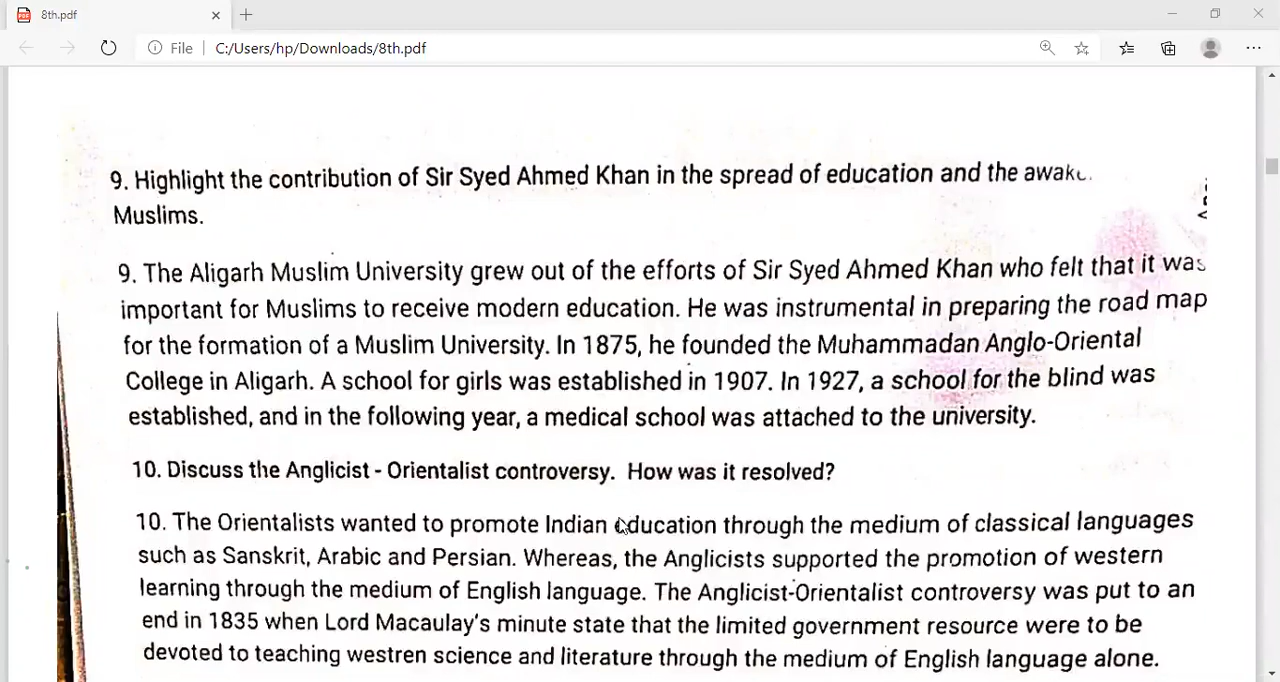 8th.pdf
File
C:/Users/hp/Downloads/8th.pdf
9. Highlight the contribution of Sir Syed Ahmed Khan in the spread of education and the
Muslims.
9. The Aligarh Muslim University grew out of the efforts of Sir Syed Ahmed Khan who felt that it was
important for Muslims to receive modern education. He was instrumental in preparing the road map
for the formation of a Muslim University. In 1875, he founded the Muhammadan Anglo-Oriental
College in Aligarh. A school for girls was established in 1907. In 1927, a school for the blind was
established, and in the following year, a medical school was attached to the university.
10. Discuss the Anglicist - Orientalist controversy. How was it resolved?
10. The Orientalists wanted to promote Indian education through the medium of classical languages
such as Sanskrit, Arabic and Persian. Whereas, the Anglicists supported the promotion of western
learning through the medium of English language. The Anglicist-Orientalist controversy was put to an
end in 1835 when Lord Macaulay's minute state that the limited government resource were to be
devoted to teaching westren science and literature through the medium of English language alone.